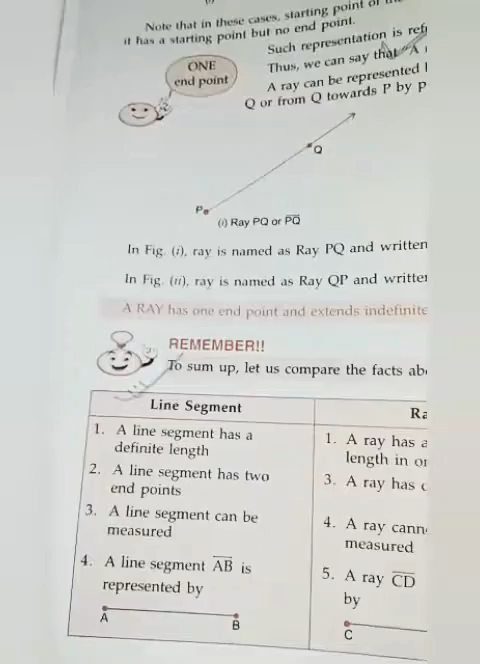 Note that in these cases, starting point of
it has a starting point but no end point.
ONE
end point
Such representation is
Thus, we can say that "A
A ray can be represented
Q or from Q towards P by
Q
P
(i) Ray PQ or PQ
In Fig. (i), ray is named as Ray PQ and written
In Fig. (ii), ray is named as Ray QP and
A RAY has one end point and extends
REMEMBER!!
To sum up, let us compare the facts
Line Segment
1. A line segment has a
definite length
2. A line segment has two
end points
3. A line segment can be
measured
4. A line segment AB is
represented by
A B
1. A ray has a
length in
3. A ray has
4. A ray
measured
5. A ray CD
by
C